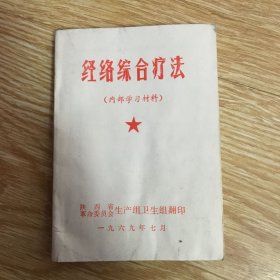 经络综合疗法
(内部学习材料)
陕西省
革命委员会 生产组卫生组翻印
一九六九年七月